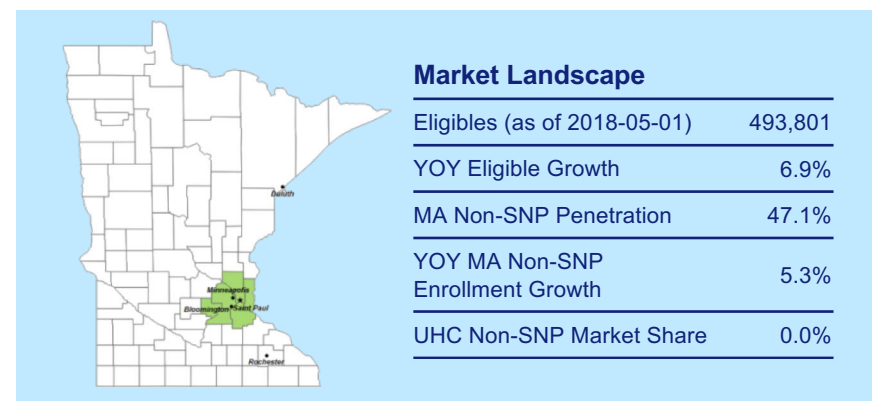 Duluth
Minneapolis
Bloomington Saint Paul
Rochester
Market Landscape
Eligibles (as of 2018-05-01) 493,801
YOY Eligible Growth 6.9%
MA Non-SNP Penetration 47.1%
YOY MA Non-SNP
Enrollment Growth 5.3%
UHC Non-SNP Market Share 0.0%